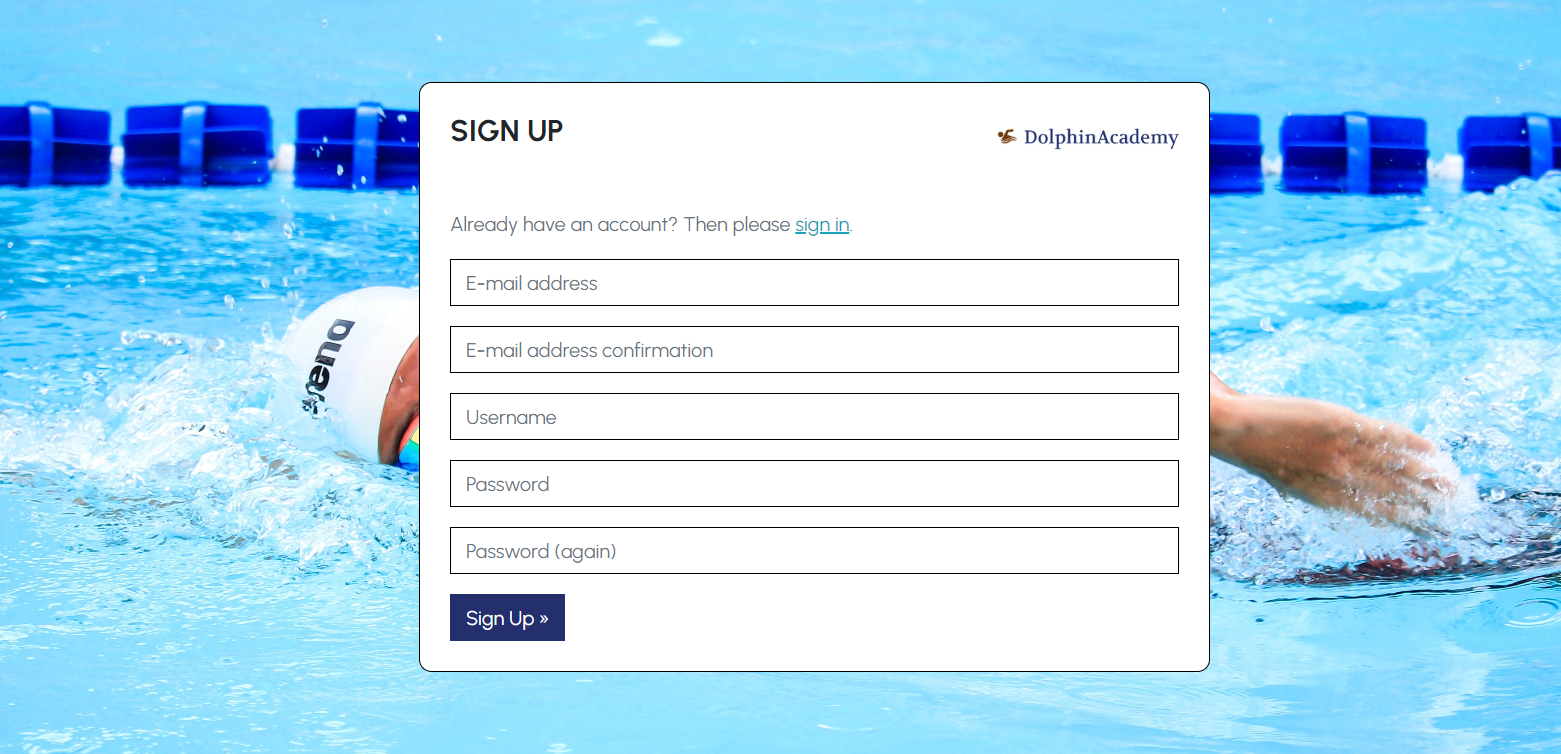 SIGN UP
DolphinAcademy
Already have an account? Then please sign in.
E-mail address
E-mail address confirmation
Username
Password
Password (again)
Sign Up »
arena